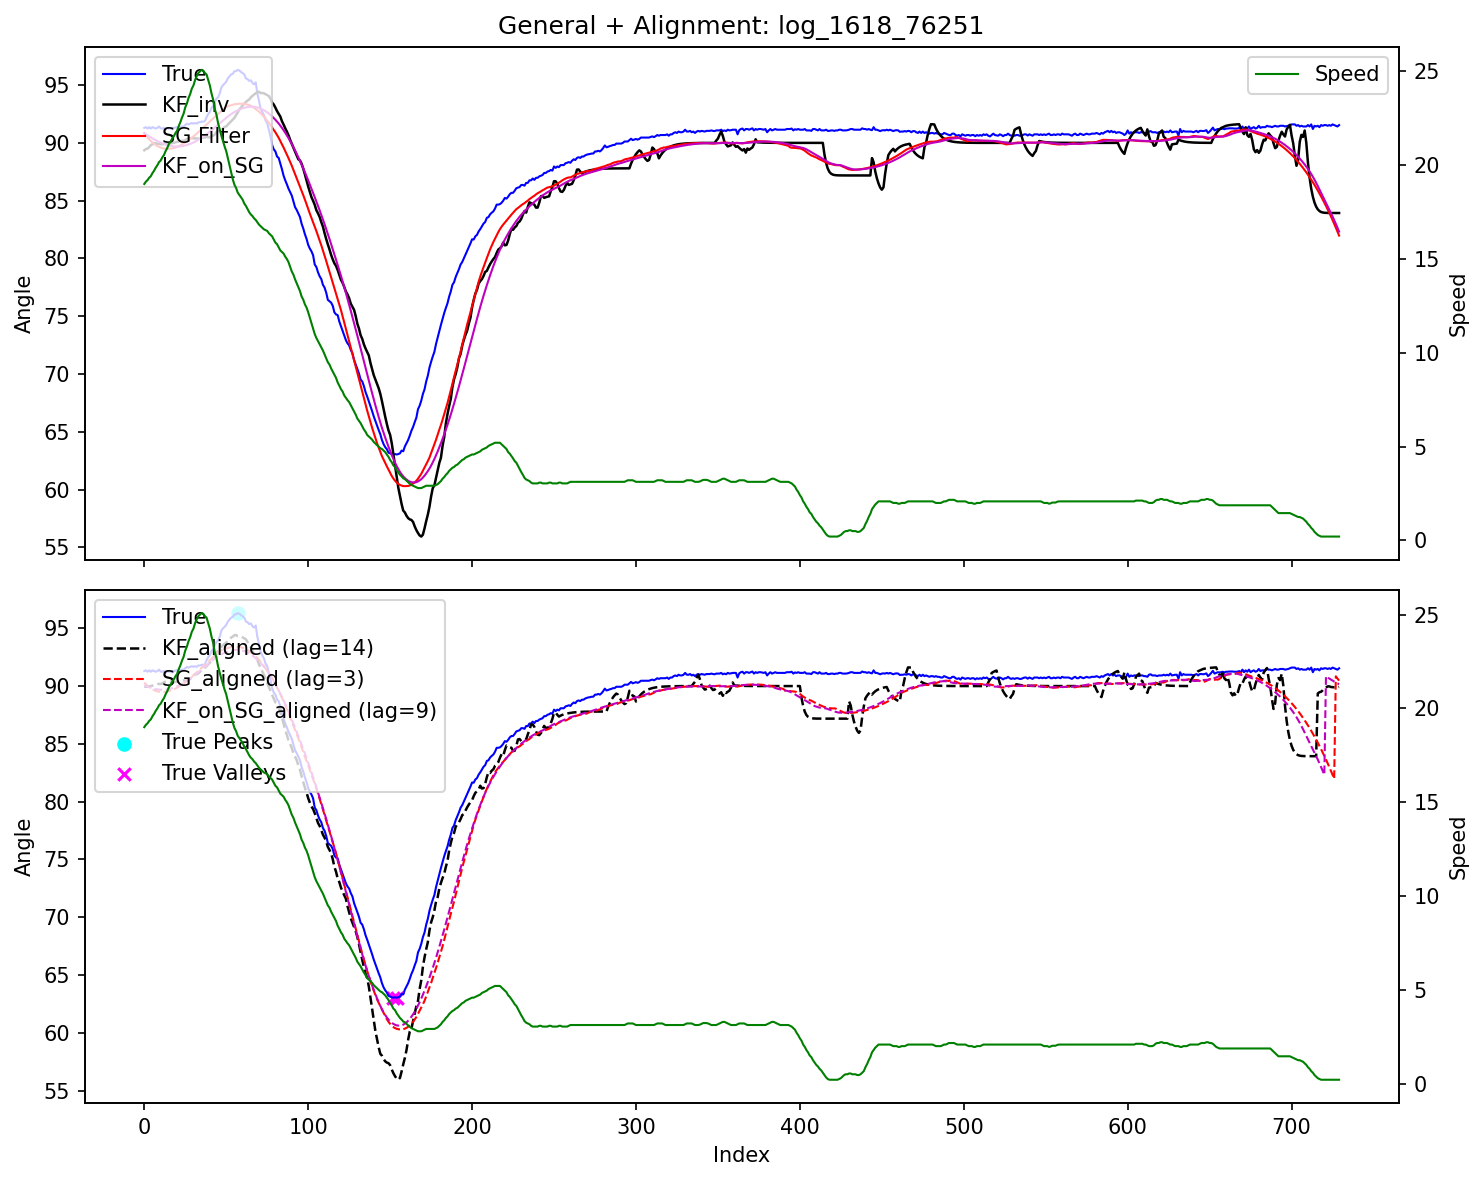 General + Alignment: log_1618_76251
True
KF_inv
SG Filter
KF_on_SG
Speed
95
90
85
80
75
70
65
60
55
Angle
25
20
15
10
5
0
Speed
True
KF_aligned (lag=14)
SG_aligned (lag=3)
KF_on_SG_aligned (lag=9)
True Peaks
True Valleys
95
90
85
80
75
70
65
60
55
Angle
25
20
15
10
5
0
Speed
0 100 200 300 400 500 600 700
Index